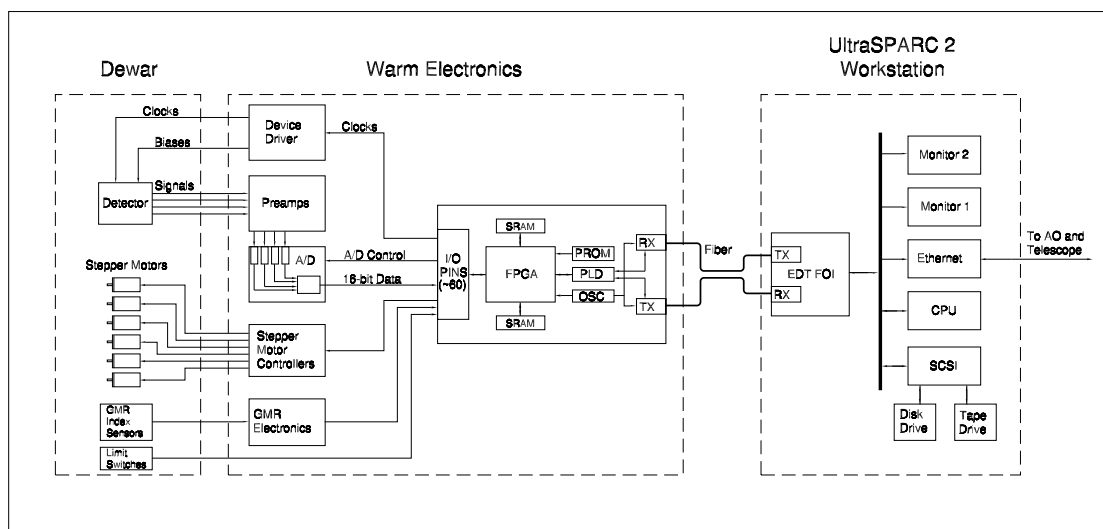 UltraSPARC 2
Workstation
Dewar
Warm Electronics
Clocks
Biases
Signals
Detector
Stepper Motors
GMR
Index
Sensors
Limit
Switches
Device
Driver
Clocks
Preamps
A/D
A/D Control
16-bit Data
Stepper
Motor
Controllers
GMR
Electronics
I/O
PINS
(~60)
SRAM
FPGA
SRAM
PROM
PLD
OSC
RX
TX
Fiber
TX
EDT FOI
RX
Monitor 2
Monitor 1
Ethernet
CPU
SCSI
Disk
Drive
Tape
Drive
To AO and
Telescope